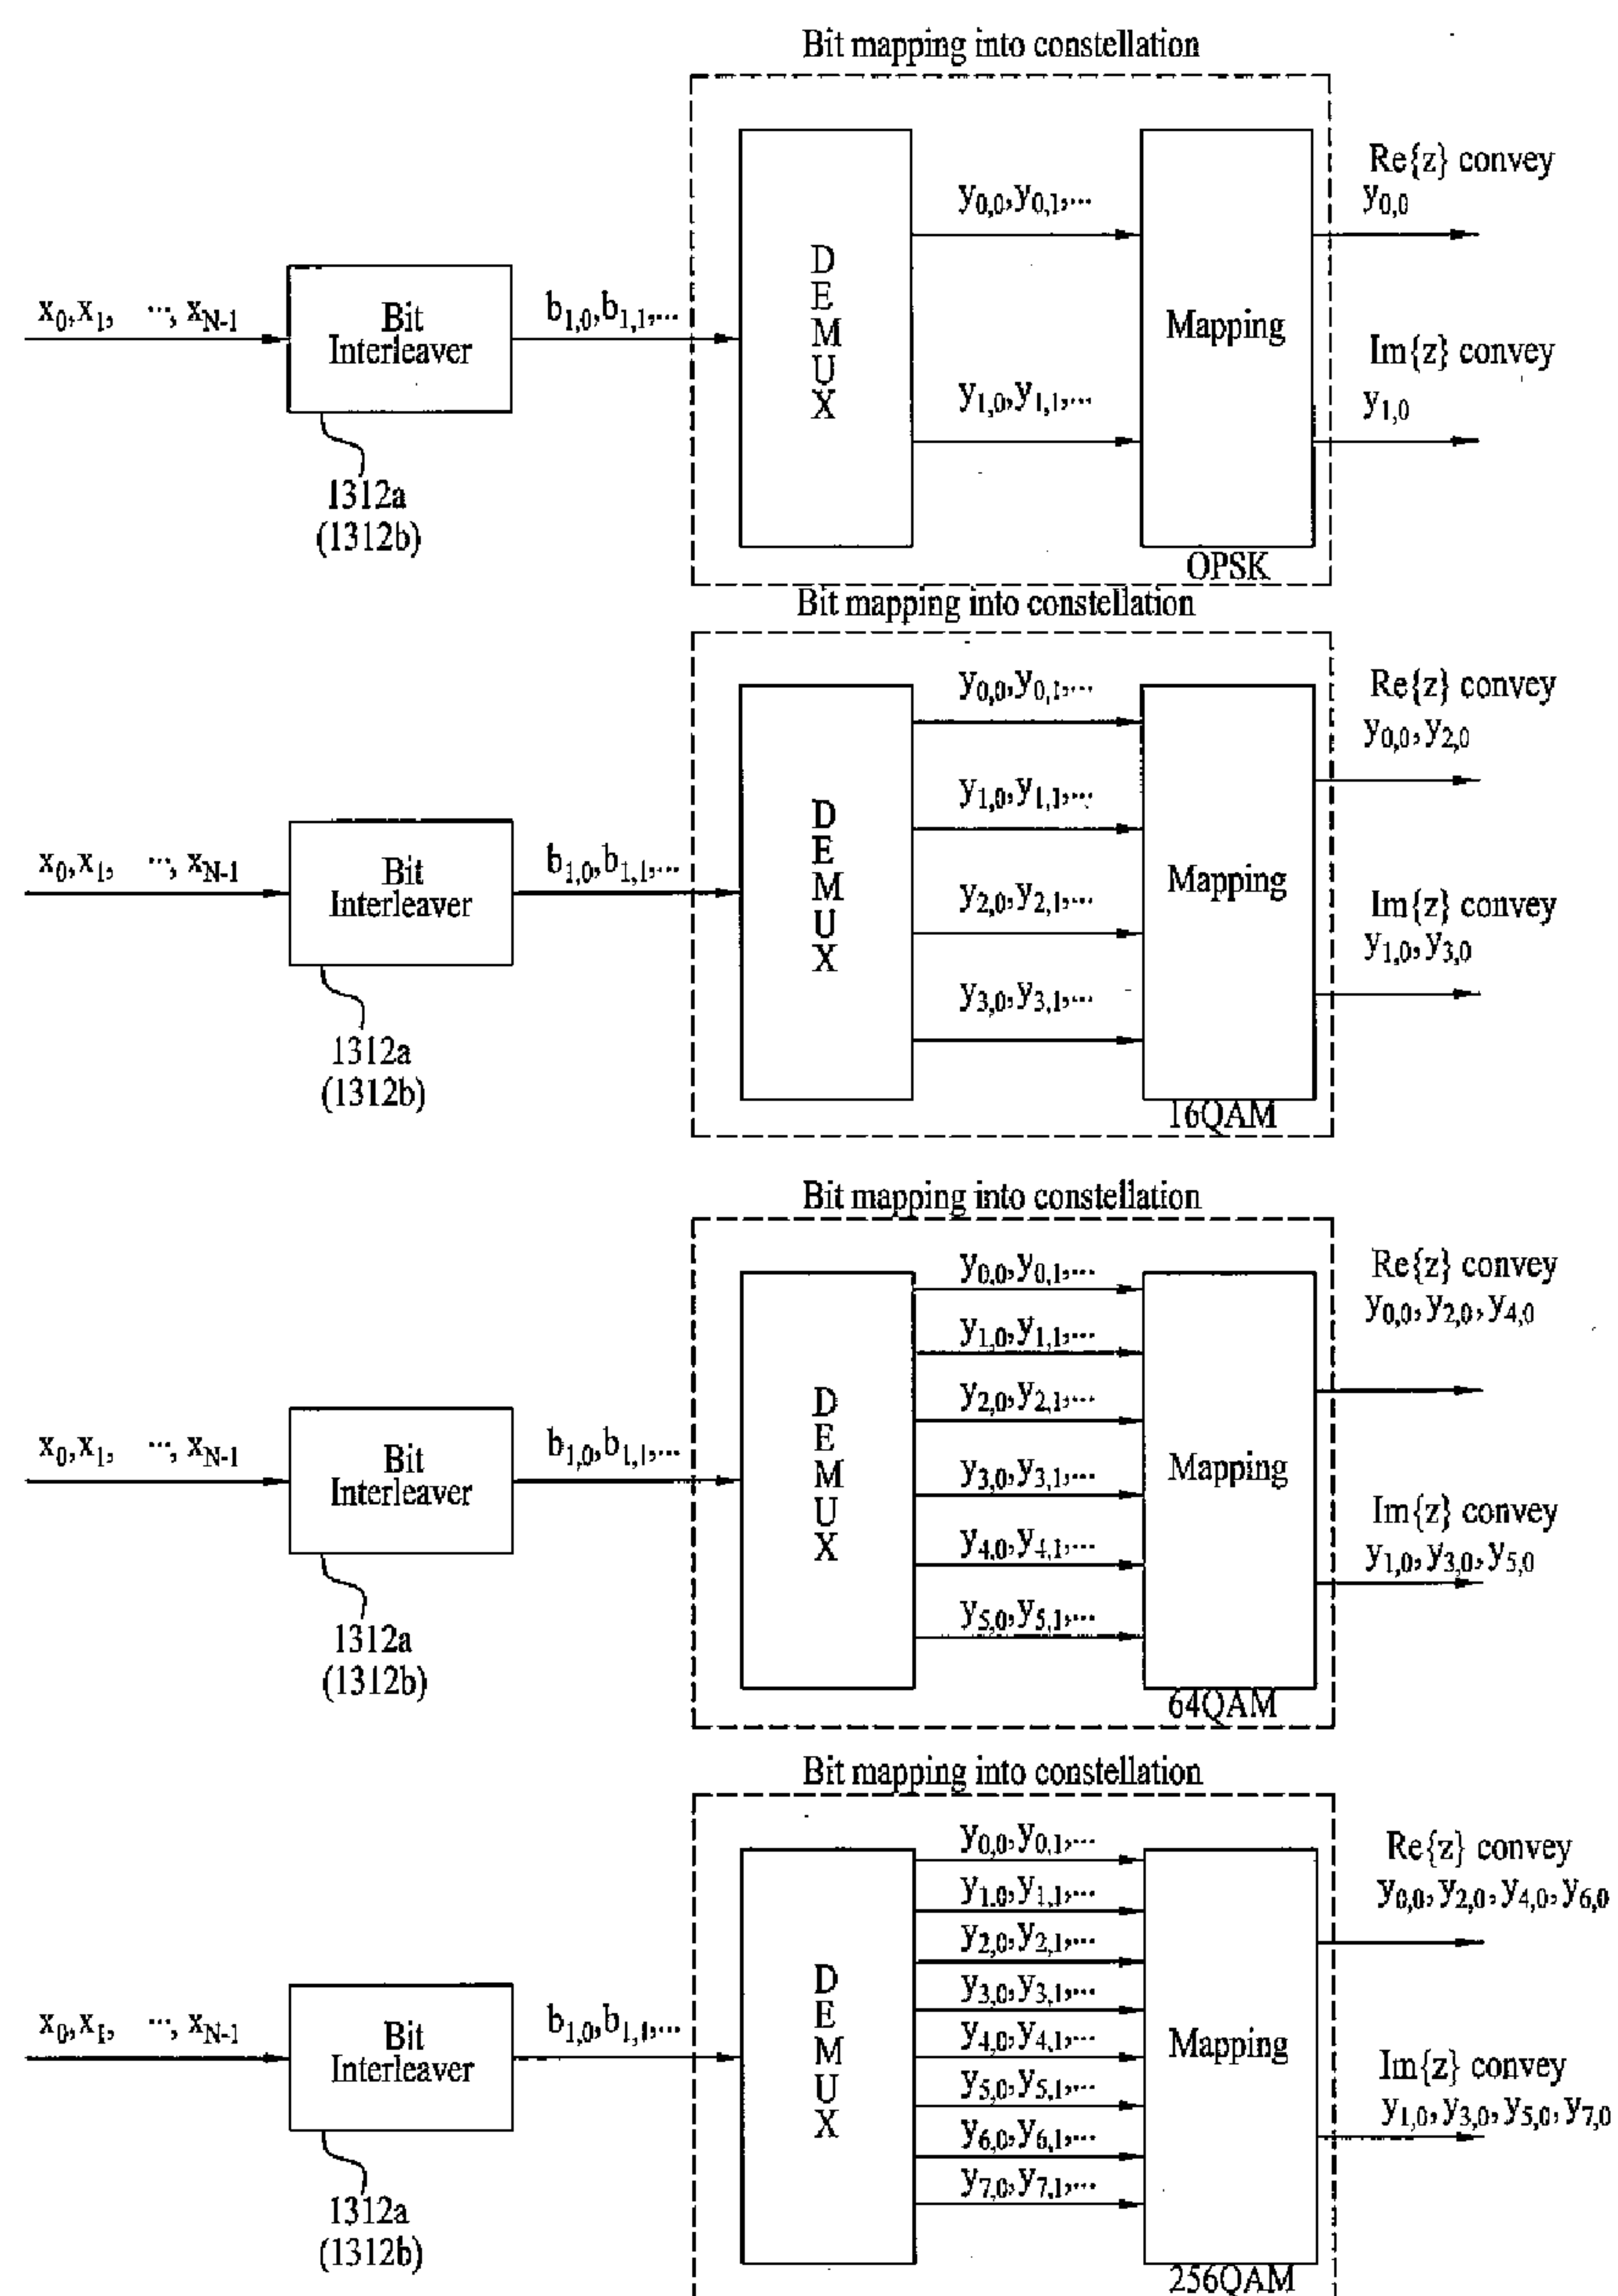 Bit mapping into constellation
Re{z} convey
y0,0,y0,1,...
y0,0
D
E
M
U
X
x0,x1, ..., xN-1
Bit
Interleaver
b1,0,b1,1,...
Mapping
Im{z} convey
y1,0,y1,1,...
y1,0
1312a
(1312b)
OPSK
Bit mapping into constellation
y0,0,y0,1,...
Re{z} convey
y0,0,y2,0
y1,0,y1,1,...
D
E
M
U
X
x0,x1, ..., xN-1
Bit
Interleaver
b1,0,b1,1,...
Mapping
y2,0,y2,1,...
Im{z} convey
y1,0,y3,0
y3,0,y3,1,...
1312a
(1312b)
16QAM
Bit mapping into constellation
y0,0,y0,1,...
Re{z} convey
y0,0,y2,0,y4,0
y1,0,y1,1,...
y2,0,y2,1,...
D
E
M
U
X
x0,x1, ..., xN-1
Bit
Interleaver
b1,0,b1,1,...
Mapping
y3,0,y3,1,...
Im{z} convey
y1,0,y3,0,y5,0
y4,0,y4,1,...
y5,0,y5,1,...
1312a
(1312b)
64QAM
Bit mapping into constellation
y0,0,y0,1,...
Re{z} convey
y0,0,y2,0,y4,0,y6,0
y1,0,y1,1,...
y2,0,y2,1,...
y3,0,y3,1,...
D
E
M
U
X
x0,x1, ..., xN-1
Bit
Interleaver
b1,0,b1,1,...
y4,0,y4,1,...
Mapping
y5,0,y5,1,...
Im{z} convey
y1,0,y3,0,y5,0,y7,0
y6,0,y6,1,...
y7,0,y7,1,...
1312a
(1312b)
256QAM